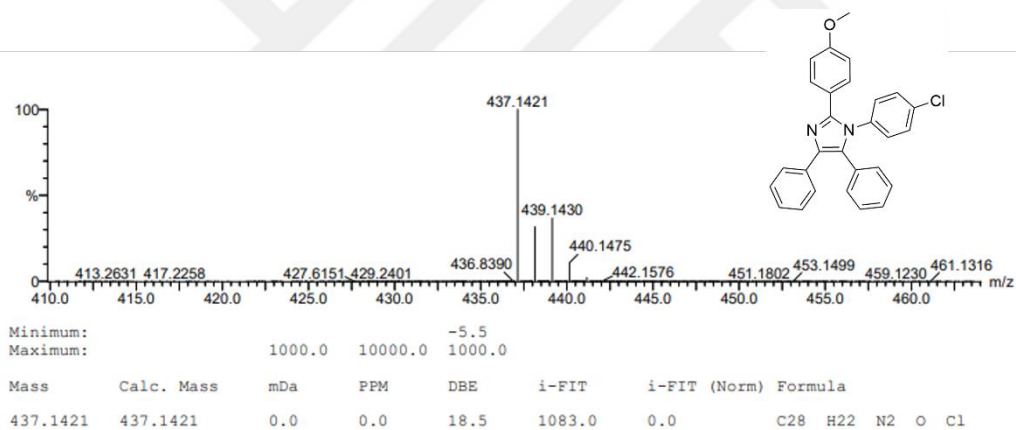 O
Cl
N
N
100
%
0
437.1421
439.1430
440.1475
436.8390
413.2631 417.2258 427.6151 429.2401 442.1576 451.1802 453.1499 459.1230 461.1316
m/z
410.0 415.0 420.0 425.0 430.0 435.0 440.0 445.0 450.0 455.0 460.0
Minimum: -5.5
Maximum: 1000.0 10000.0 1000.0
Mass Calc. Mass mDa PPM DBE i-FIT i-FIT (Norm) Formula
437.1421 437.1421 0.0 0.0 18.5 1083.0 0.0 C28 H22 N2 O Cl